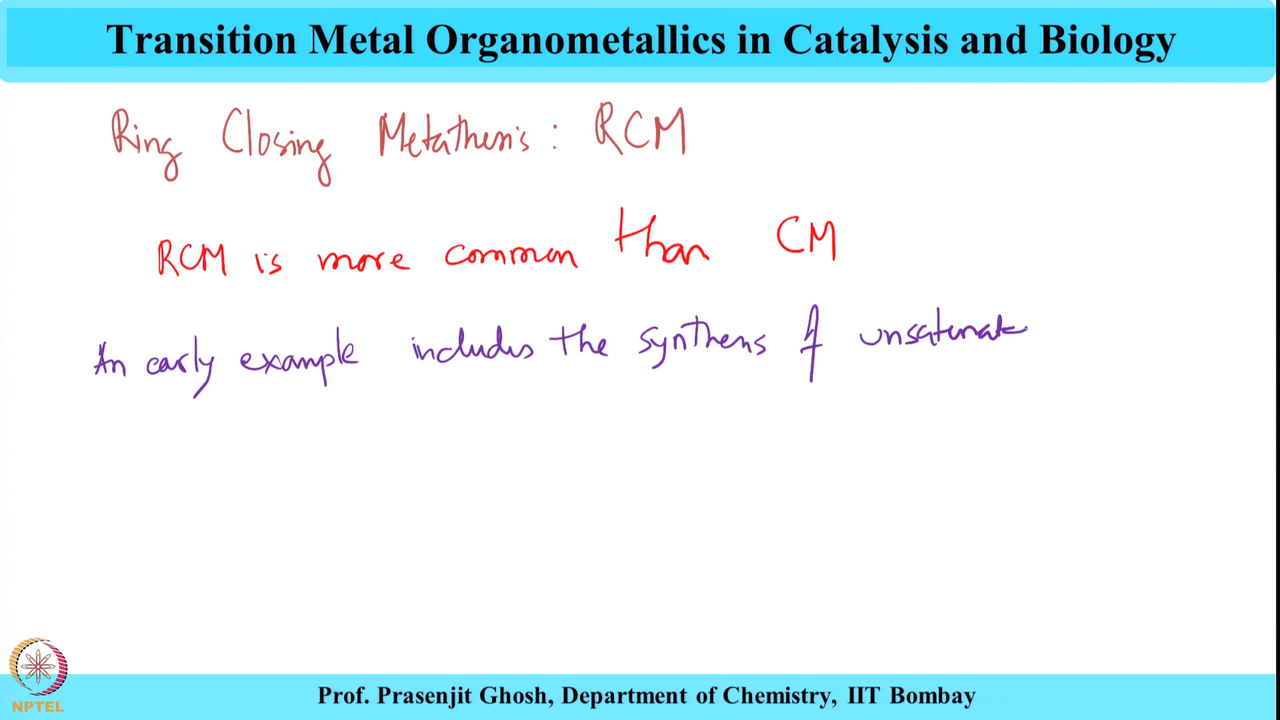 Transition Metal Organometallics in Catalysis and Biology
Ring Closing Metathesis : RCM
RCM is more common than CM
An early example includes the synthesis of unsaturate
Prof. Prasenjit Ghosh, Department of Chemistry, IIT Bombay
NPTEL